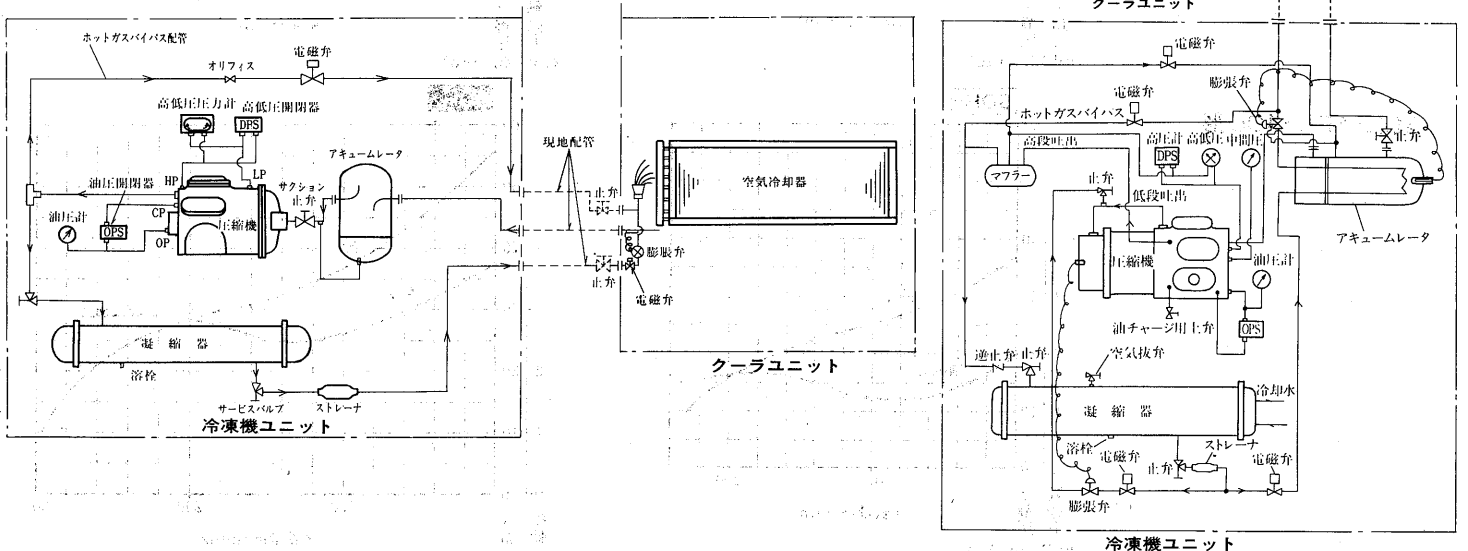 ホットガスバイパス配管
オリフィス
電磁弁
高低圧圧力計
高低圧開閉器
DPS
HP
LP
アキュームレータ
油圧開閉器
サクション
止弁
油圧計
CP
圧縮機
OPS
OP
凝縮器
溶栓
サービスバルブ
ストレーナ
冷凍機ユニット
現地配管
止弁
空気冷却器
膨張弁
止弁
電磁弁
クーラユニット
クーラユニット
電磁弁
膨張弁
電磁弁
ホットガスバイパス
高段吐出
高圧計
高低圧
中間圧
DPS
止弁
マフラー
止弁
低段吐出
アキュームレータ
圧縮機
油圧計
油チャージ用止弁
OPS
逆止弁
止弁
空気抜弁
冷却水
凝縮器
溶栓
電磁弁
止弁
ストレーナ
電磁弁
膨張弁
冷凍機ユニット